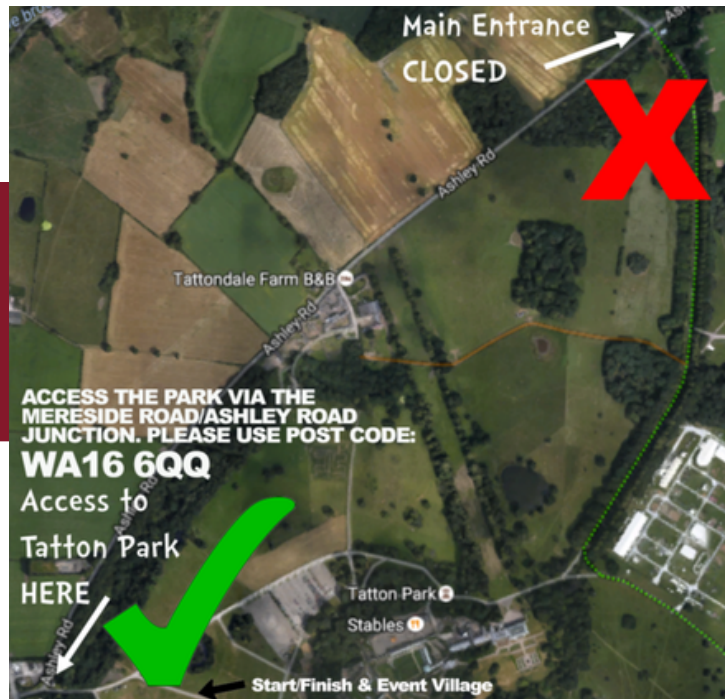 Main Entrance
CLOSED
Ashley Rd
Tattondale Farm B&B
Ashley Rd
ACCESS THE PARK VIA THE
MERESIDE ROAD/ASHLEY ROAD
JUNCTION. PLEASE USE POST CODE:
WA16 6QQ
Access to
Tatton Park
HERE
Ashley Rd
Tatton Park
Stables
Ashley Rd
Start/Finish & Event Village